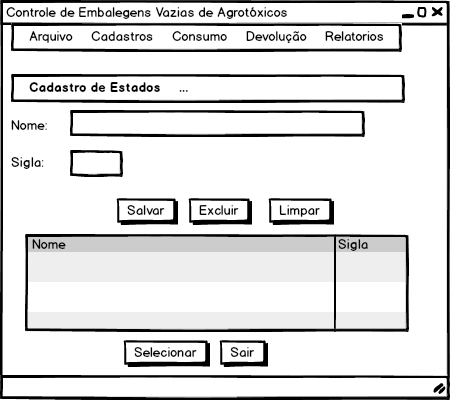 Controle de Embalegens Vazias de Agrotóxicos
Arquivo Cadastros Consumo Devolução Relatorios
Cadastro de Estados ...
Nome:
Sigla:
Salvar Excluir Limpar
Nome Sigla
Selecionar Sair